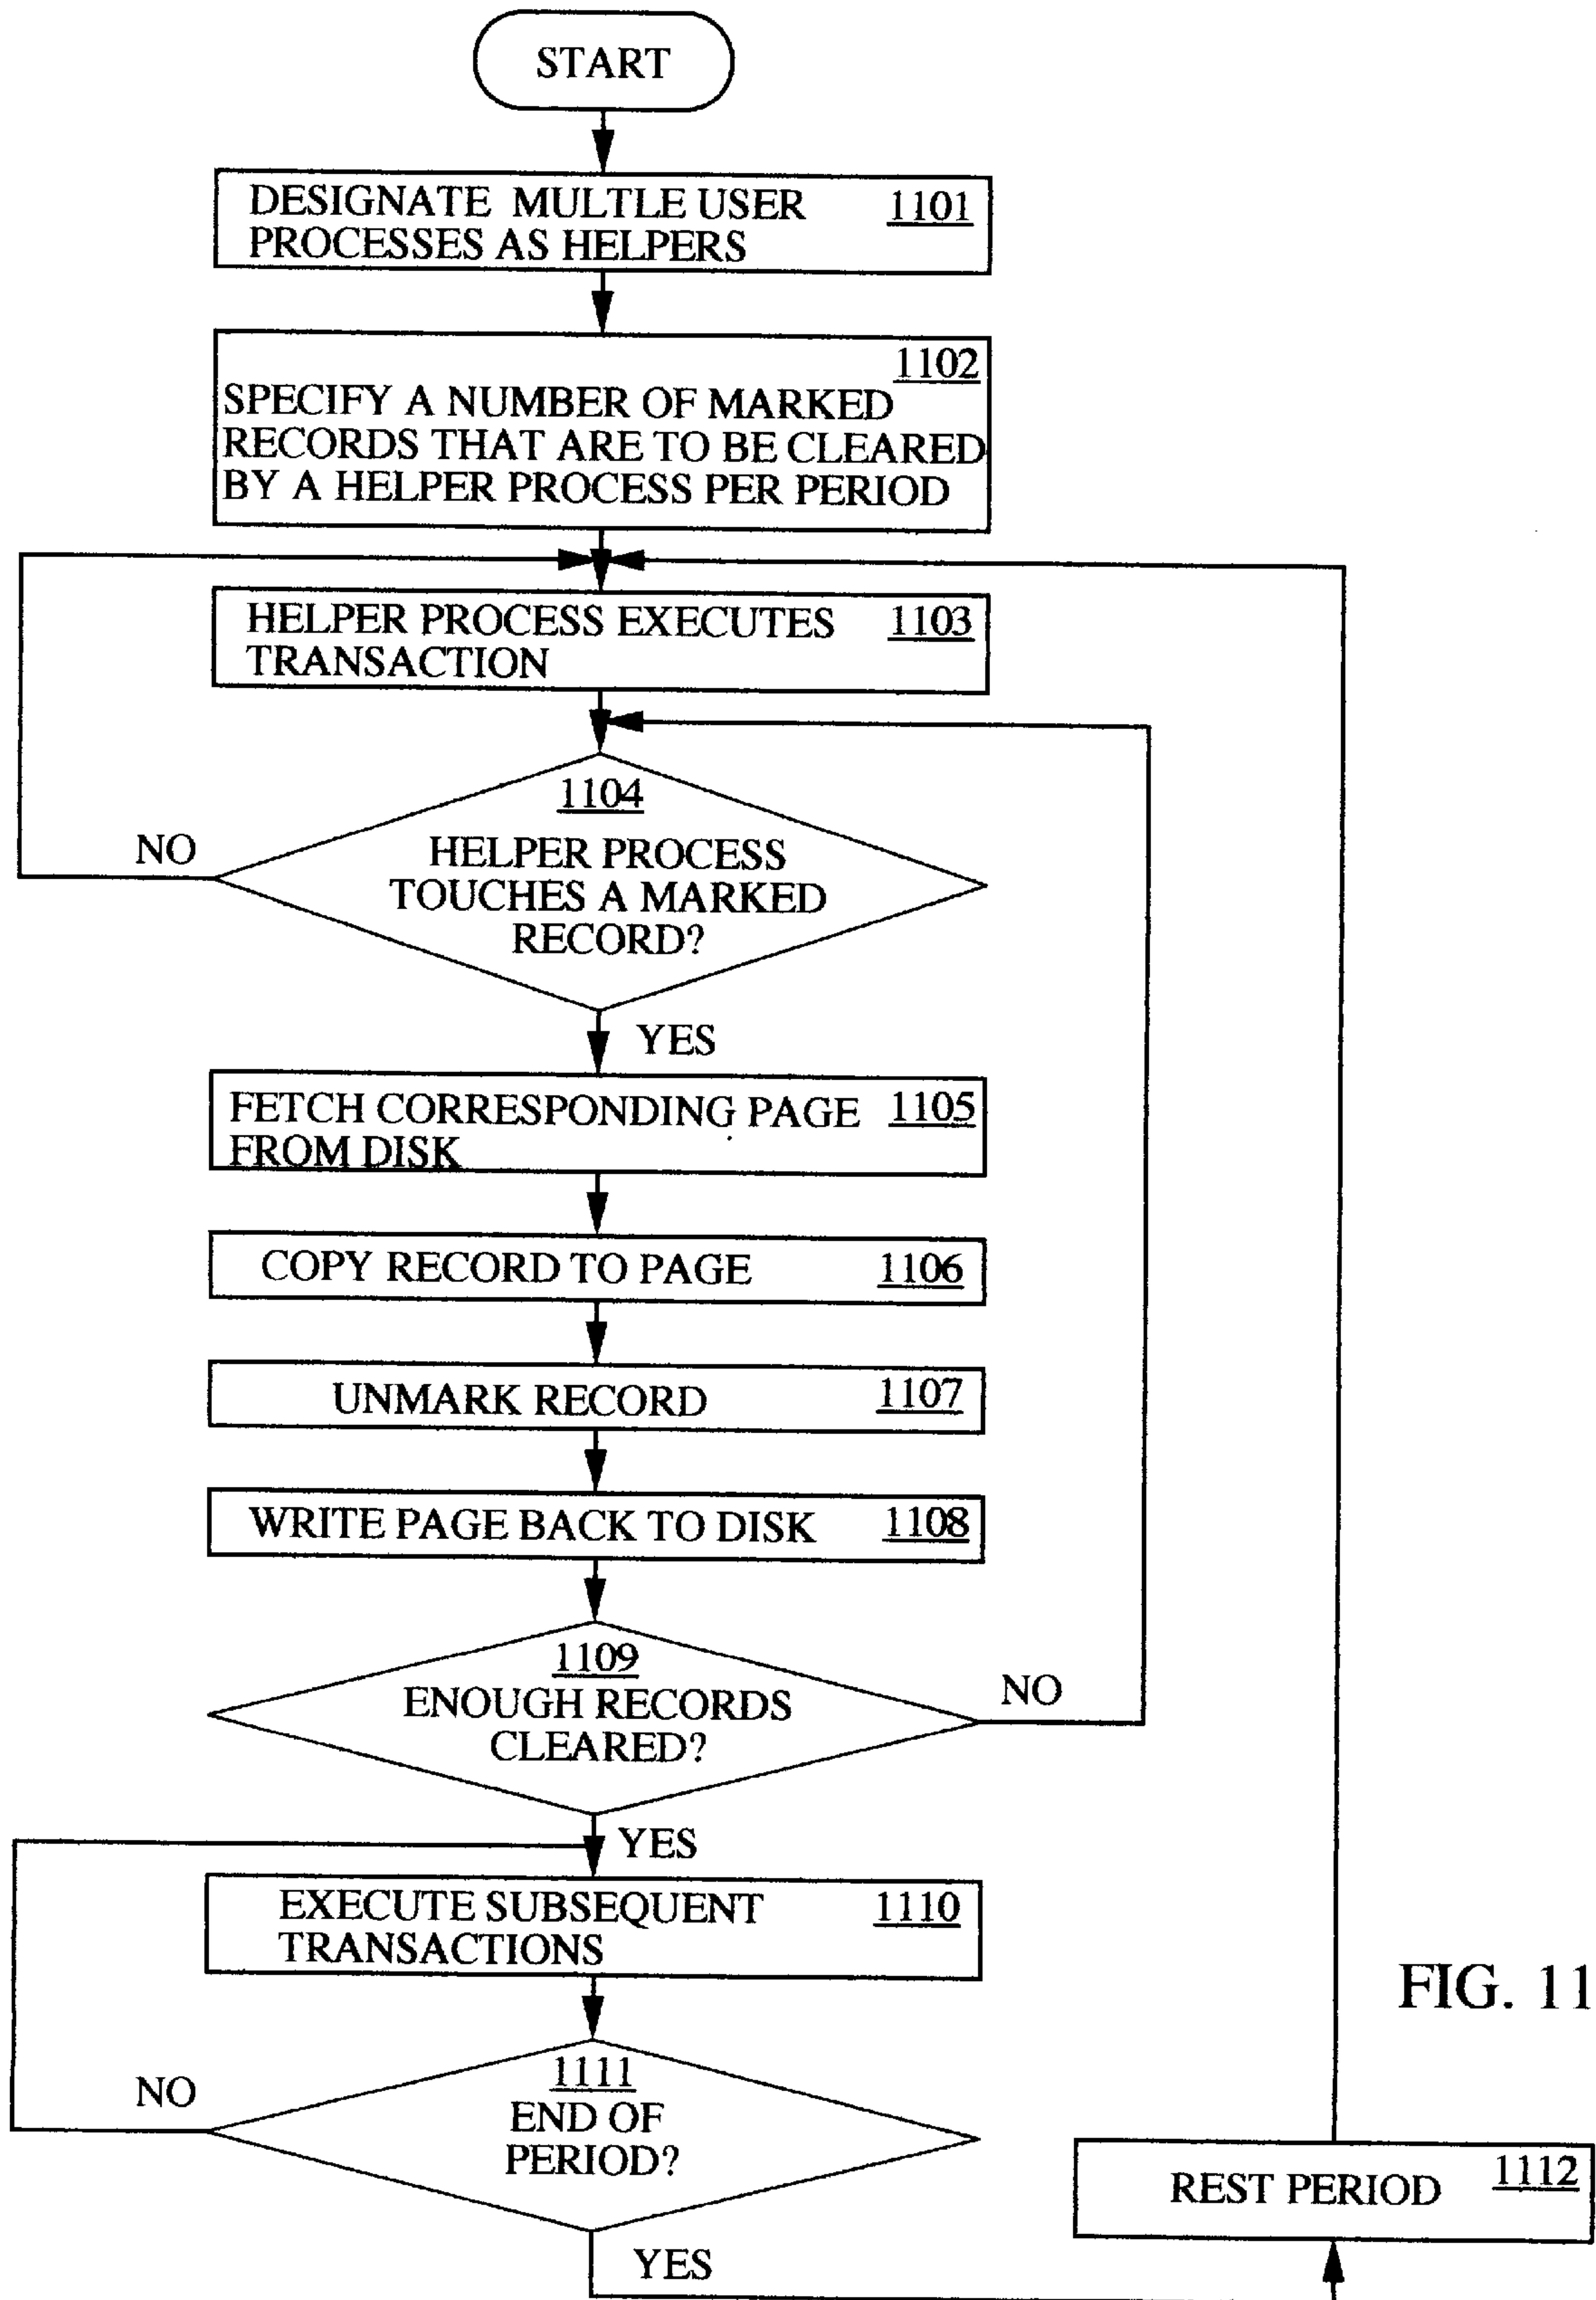 START
DESIGNATE MULTLE USER 1101
PROCESSES AS HELPERS
1102
SPECIFY A NUMBER OF MARKED
RECORDS THAT ARE TO BE CLEARED
BY A HELPER PROCESS PER PERIOD
HELPER PROCESS EXECUTES 1103
TRANSACTION
1104
NO
HELPER PROCESS
TOUCHES A MARKED
RECORD?
YES
FETCH CORRESPONDING PAGE 1105
FROM DISK
COPY RECORD TO PAGE 1106
UNMARK RECORD 1107
WRITE PAGE BACK TO DISK 1108
1109
ENOUGH RECORDS
CLEARED?
NO
YES
EXECUTE SUBSEQUENT 1110
TRANSACTIONS
FIG. 11
1111
NO
END OF
PERIOD?
REST PERIOD 1112
YES